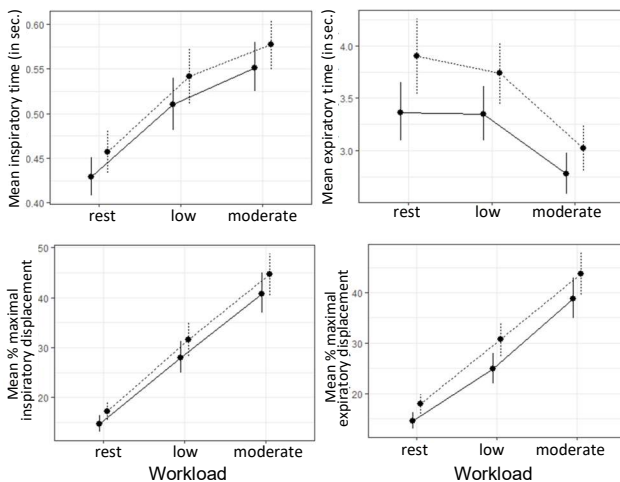 Mean inspiratory time (in sec.)
0.60
0.55
0.50
0.45
0.40
rest
low
moderate
Mean expiratory time (in sec.)
4.0
3.5
3.0
rest
low
moderate
Mean % maximal
inspiratory displacement
50
40
30
20
rest
low
moderate
Workload
Mean % maximal
expiratory displacement
40
30
20
rest
low
moderate
Workload